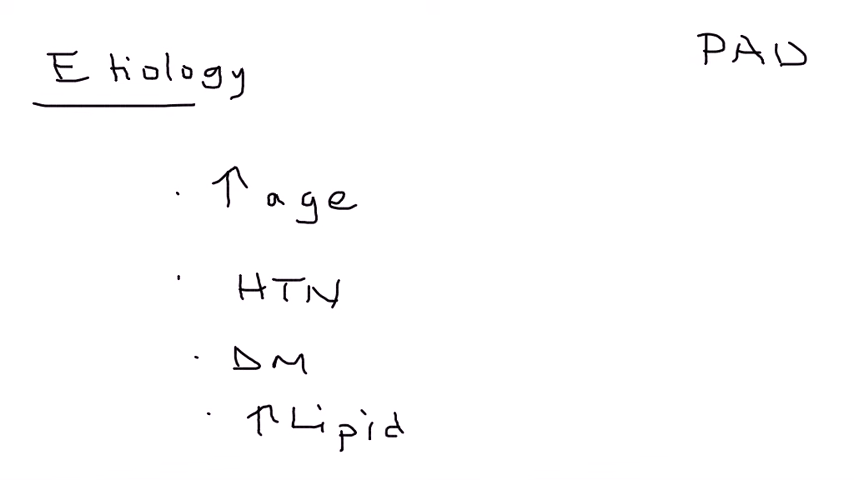 Etiology
PAD
· ↑ age
· HTN
· DM
· ↑ Lipid